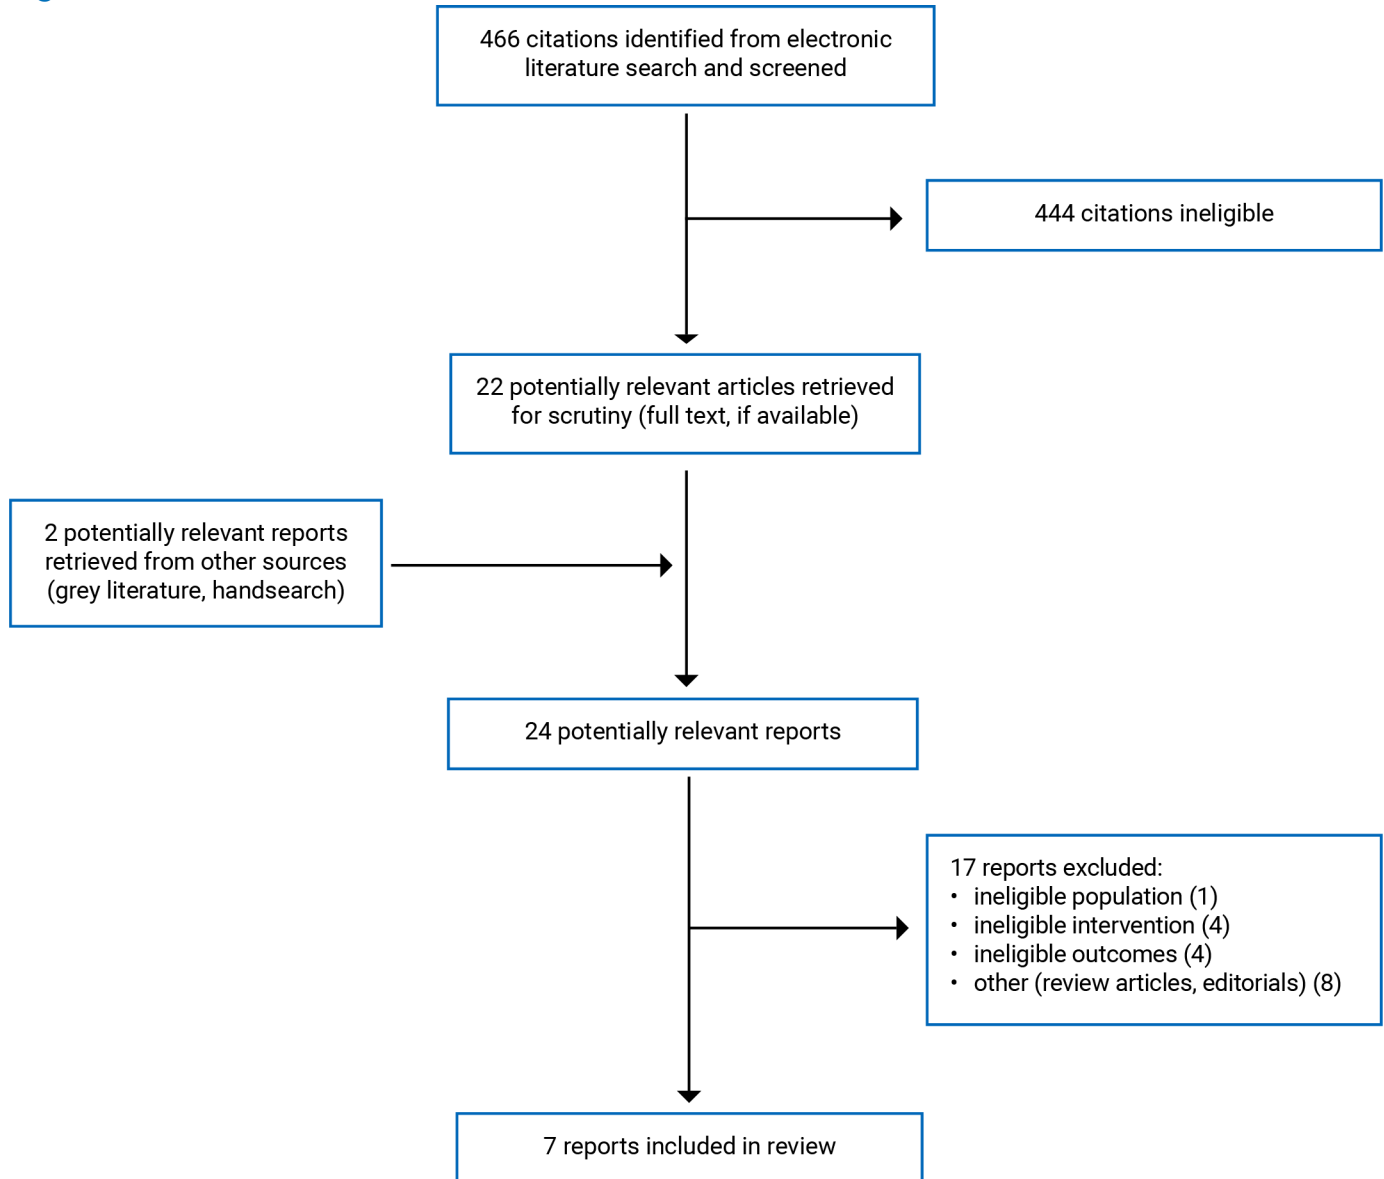 466 citations identified from electronic
literature search and screened
444 citations ineligible
22 potentially relevant articles retrieved
for scrutiny (full text, if available)
2 potentially relevant reports
retrieved from other sources
(grey literature, handsearch)
24 potentially relevant reports
17 reports excluded:
• ineligible population (1)
• ineligible intervention (4)
• ineligible outcomes (4)
• other (review articles, editorials) (8)
7 reports included in review